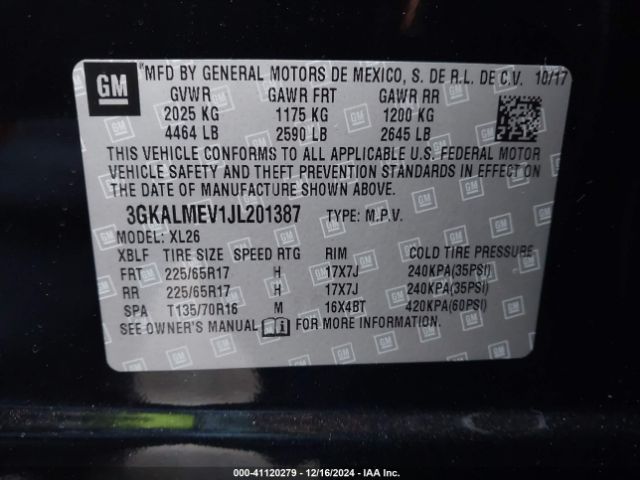 GM
"MFD BY GENERAL MOTORS DE MEXICO, S. DE R.L. DE C.V. 10/17
GVWR GAWR FRT GAWR RR
2025 KG 1175 KG 1200 KG
4464 LB 2590 LB 2645 LB
THIS VEHICLE CONFORMS TO ALL APPLICABLE U.S. FEDERAL MOTOR
VEHICLE SAFETY AND THEFT PREVENTION STANDARDS IN EFFECT ON
THE DATE OF MANUFACTURE SHOWN ABOVE.
3GKALMEV1JL201387 TYPE: M.P.V.
MODEL: XL26
XBLF TIRE SIZE SPEED RTG RIM COLD TIRE PRESSURE
FRT 225/65R17 H 17X7J 240KPA(35PSI)
RR 225/65R17 H 17X7J 240KPA(35PSI)
SPA T135/70R16 M 16X4BT 420KPA(60PSI)
SEE OWNER'S MANUAL FOR MORE INFORMATION.
000-41120279 - 12/16/2024 - IAA Inc.